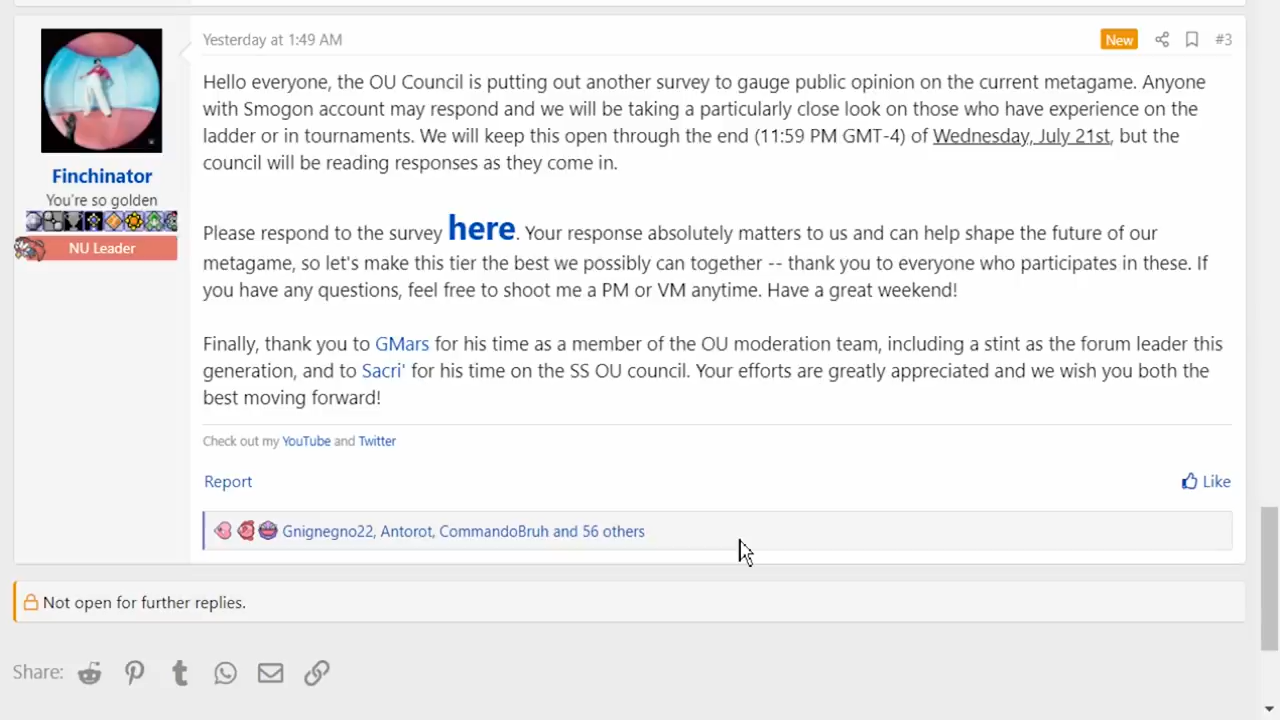 Yesterday at 1:49 AM
New
#3
Hello everyone, the OU Council is putting out another survey to gauge public opinion on the current metagame. Anyone
with Smogon account may respond and we will be taking a particularly close look on those who have experience on the
ladder or in tournaments. We will keep this open through the end (11:59 PM GMT-4) of Wednesday, July 21st, but the
council will be reading responses as they come in.
Finchinator
You're so golden
NU Leader
Please respond to the survey here. Your response absolutely matters to us and can help shape the future of our
metagame, so let's make this tier the best we possibly can together -- thank you to everyone who participates in these. If
you have any questions, feel free to shoot me a PM or VM anytime. Have a great weekend!
Finally, thank you to GMars for his time as a member of the OU moderation team, including a stint as the forum leader this
generation, and to Sacri' for his time on the SS OU council. Your efforts are greatly appreciated and we wish you both the
best moving forward!
Check out my YouTube and Twitter
Report
Like
Gnignegno22, Antorot, CommandoBruh and 56 others
Not open for further replies.
Share: